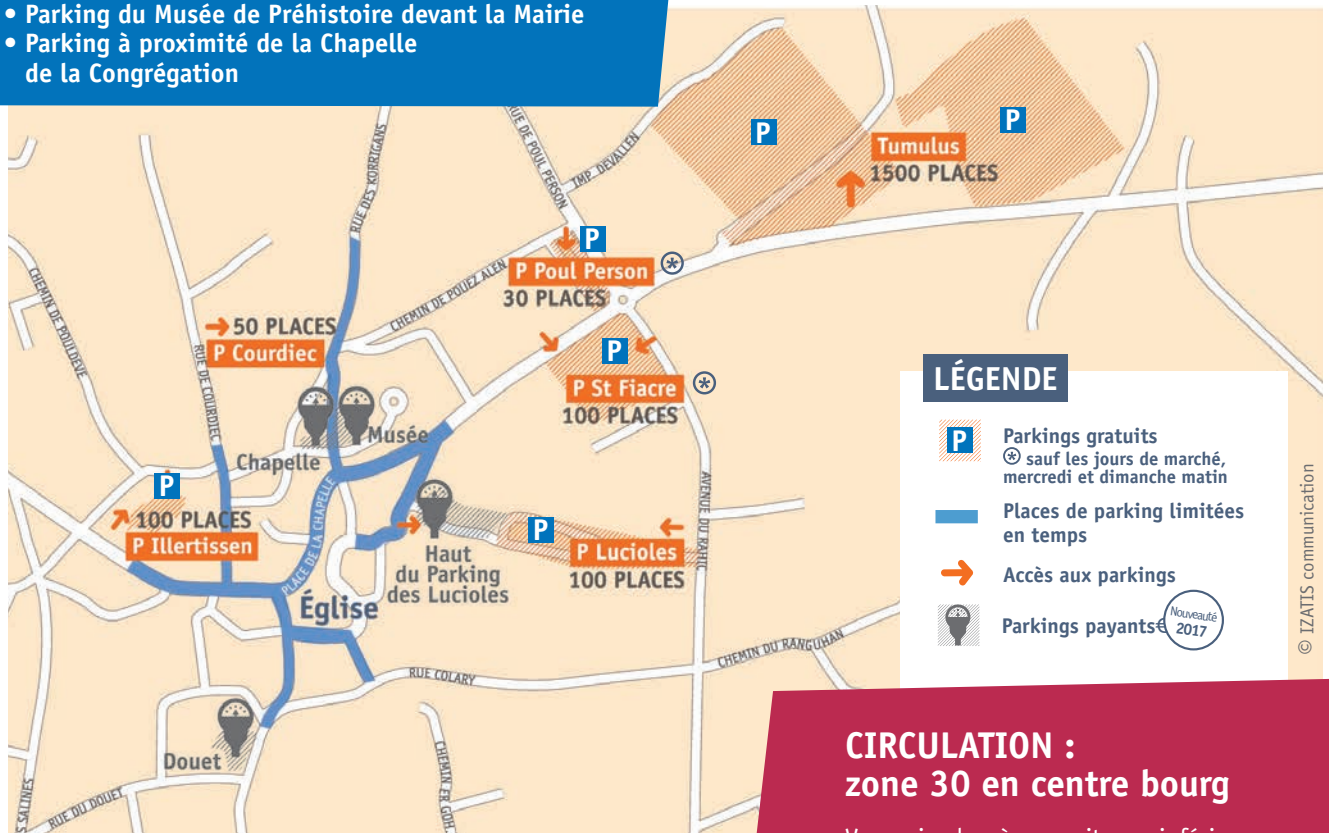 • Parking du Musée de Préhistoire devant la Mairie
• Parking à proximité de la Chapelle
de la Congrégation
RUE DES KORRIGANS
RUE DE POUL PERSON
IMP. DEVALLEN
P
P
Tumulus
1500 PLACES
P
P Poul Person *
30 PLACES
CHEMIN DE POUEZ ALEN
CHEMIN DE POULDEVE
50 PLACES
P Courdiec
RUE DE COURDIEC
P
P St Fiacre *
100 PLACES
Musée
Chapelle
P
100 PLACES
P Illertissen
PLACE DE LA CHAPELLE
Haut
du Parking
des Lucioles
P
P Lucioles
100 PLACES
AVENUE DU RAHIC
Église
CHEMIN DU RANGUHAN
RUE COLARY
Douet
CHEMIN ER GOH
RUE DU DOUET
SALINES
LÉGENDE
P Parkings gratuits
* sauf les jours de marché,
mercredi et dimanche matin
Places de parking limitées
en temps
Accès aux parkings
Parkings payants€ Nouveauté
2017
© IZATIS communication
CIRCULATION :
zone 30 en centre bourg